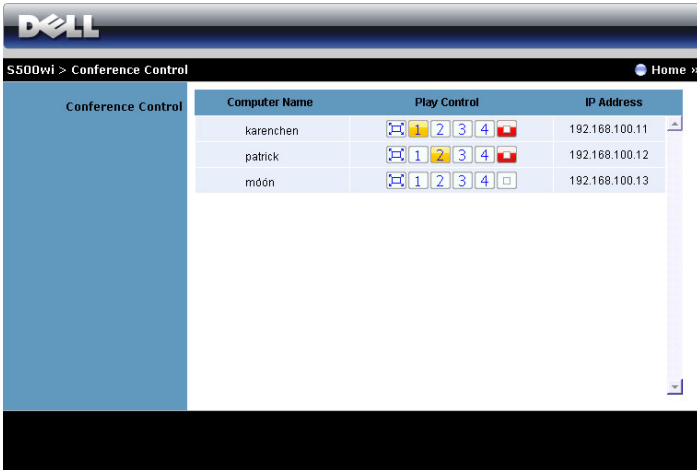 DELL
S500wi > Conference Control
Home »
Conference Control
Computer Name Play Control IP Address
karenchen 1 2 3 4 192.168.100.11
patrick 1 2 3 4 192.168.100.12
móón 1 2 3 4 192.168.100.13